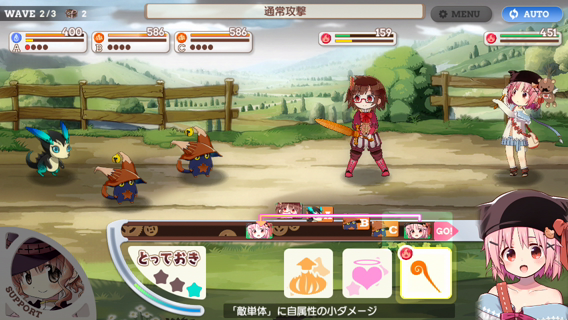 WAVE 2/3 2
通常攻撃
MENU
AUTO
400
A
586
B
586
C
159
451
B
C
GO!
とっておき
SUPPORT
「敵単体」に自属性の小ダメージ